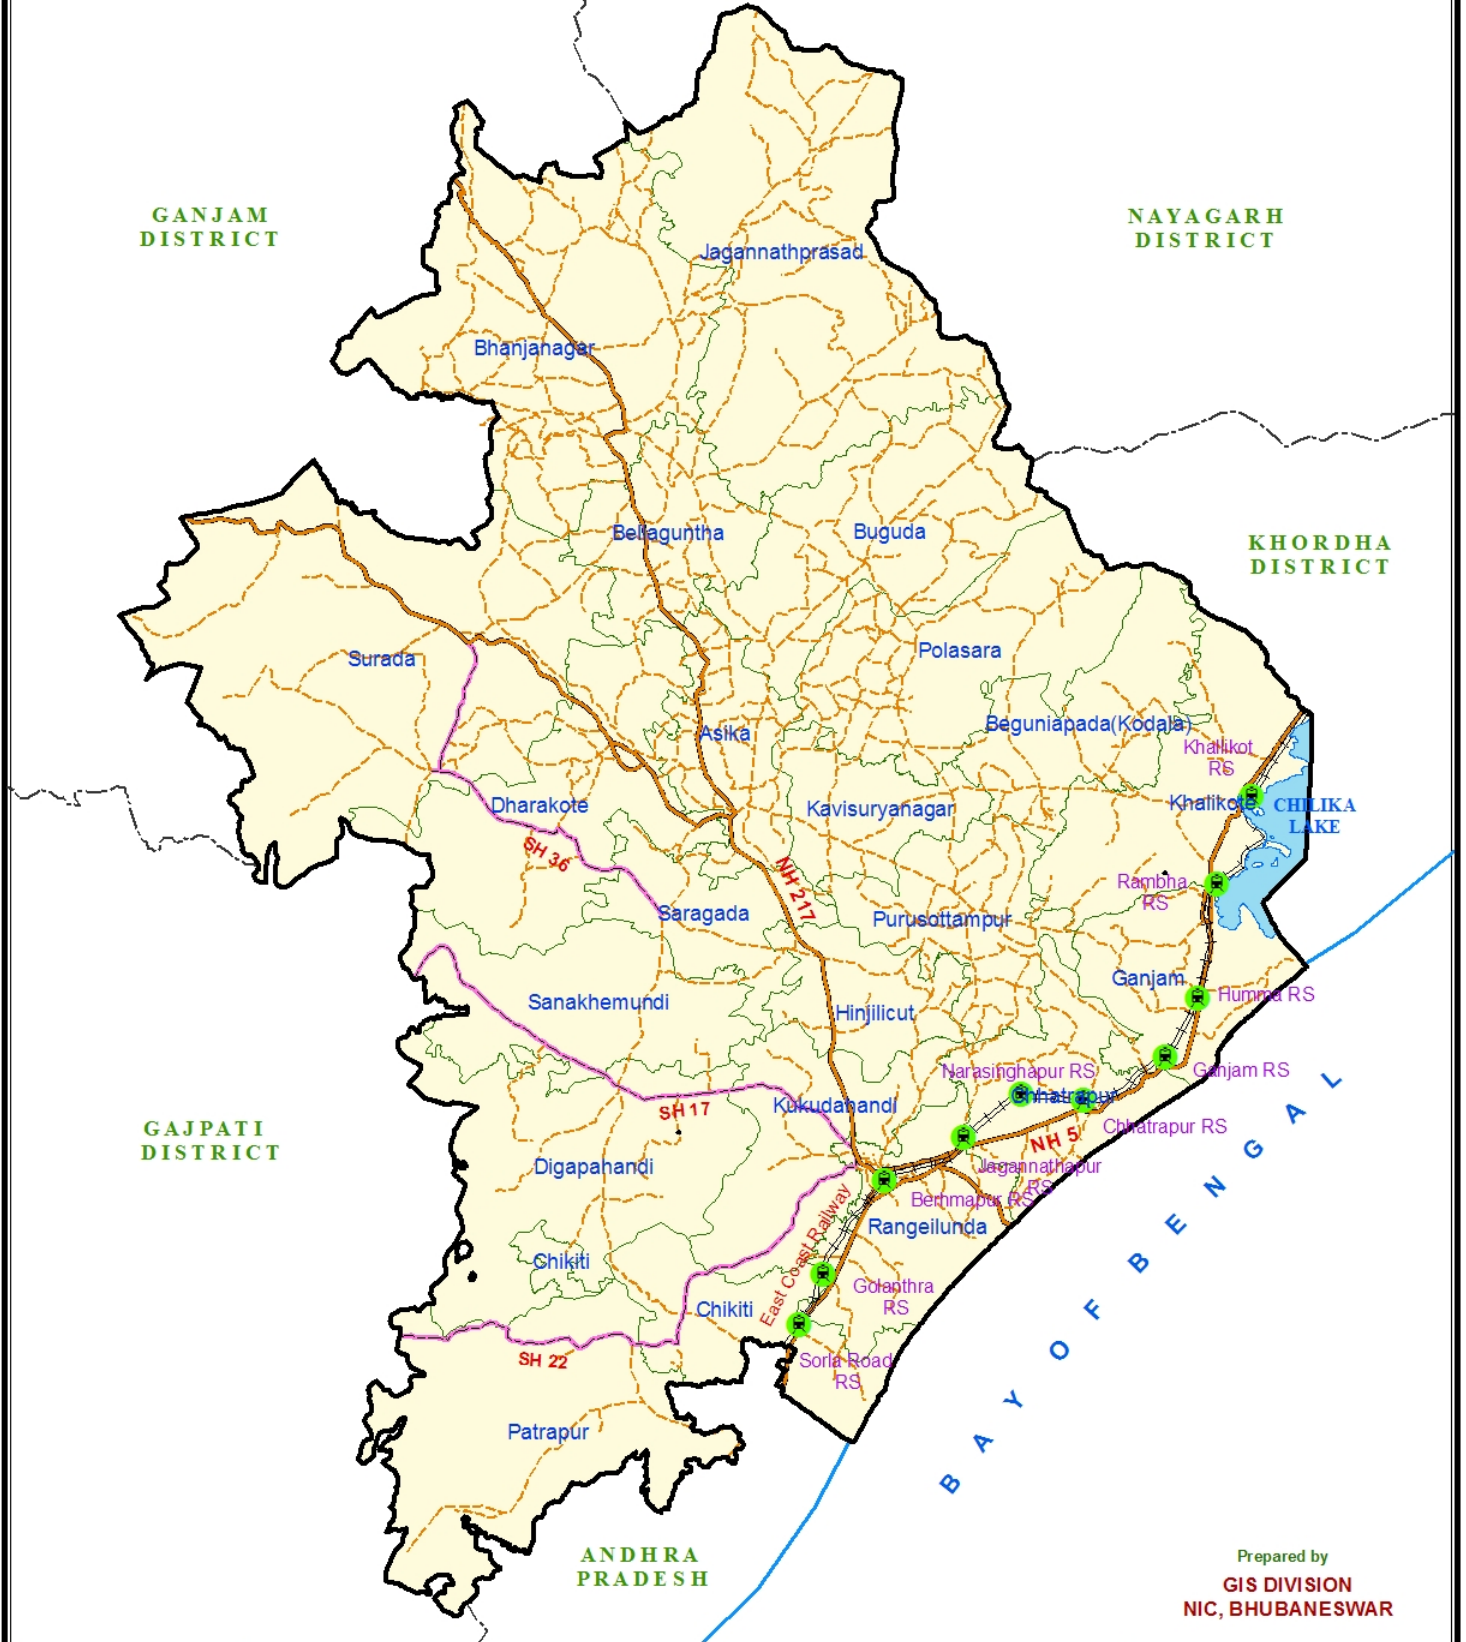 GANJAM
DISTRICT
NAYAGARH
DISTRICT
Jagannathprasad
Bhanjanagar
Bellaguntha
Buguda
KHORDHA
DISTRICT
Surada
Polasara
Asika
Beguniapada(Kodala)
Khallikot
RS
Dharakote
Kavisuryanagar
Khalikote
CHILIKA
LAKE
SH 36
NH 217
Rambha
RS
Saragada
Purusottampur
Ganjam
Humma RS
Sanakhemundi
Hinjilicut
Narasinghapur RS
Ganjam RS
Chhatrapur
Kukudahandi
SH 17
Chhatrapur RS
NH 5
GAJPATI
DISTRICT
Digapahandi
Jagannathapur
RS
Berhmapur RS
Rangeilunda
East Coast Railway
Chikiti
Golanthra
RS
Chikiti
SH 22
Sorla Road
RS
Patrapur
BAY OF BENGAL
ANDHRA
PRADESH
Prepared by
GIS DIVISION
NIC, BHUBANESWAR